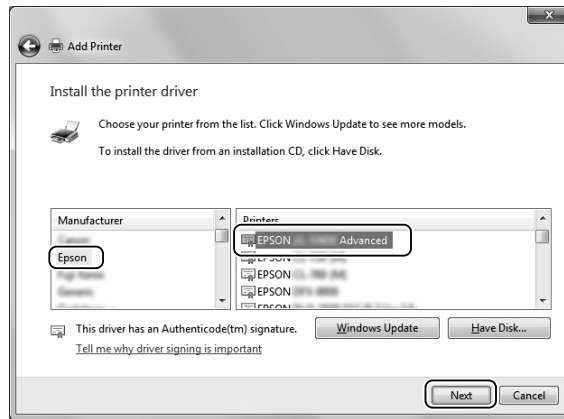 Add Printer
Install the printer driver
Choose your printer from the list. Click Windows Update to see more models.
To install the driver from an installation CD, click Have Disk.
Manufacturer
Printers
EPSON Advanced
Epson
EPSON
EPSON
EPSON
EPSON
This driver has an Authenticode(tm) signature.
Windows Update
Have Disk...
Tell me why driver signing is important
Next
Cancel